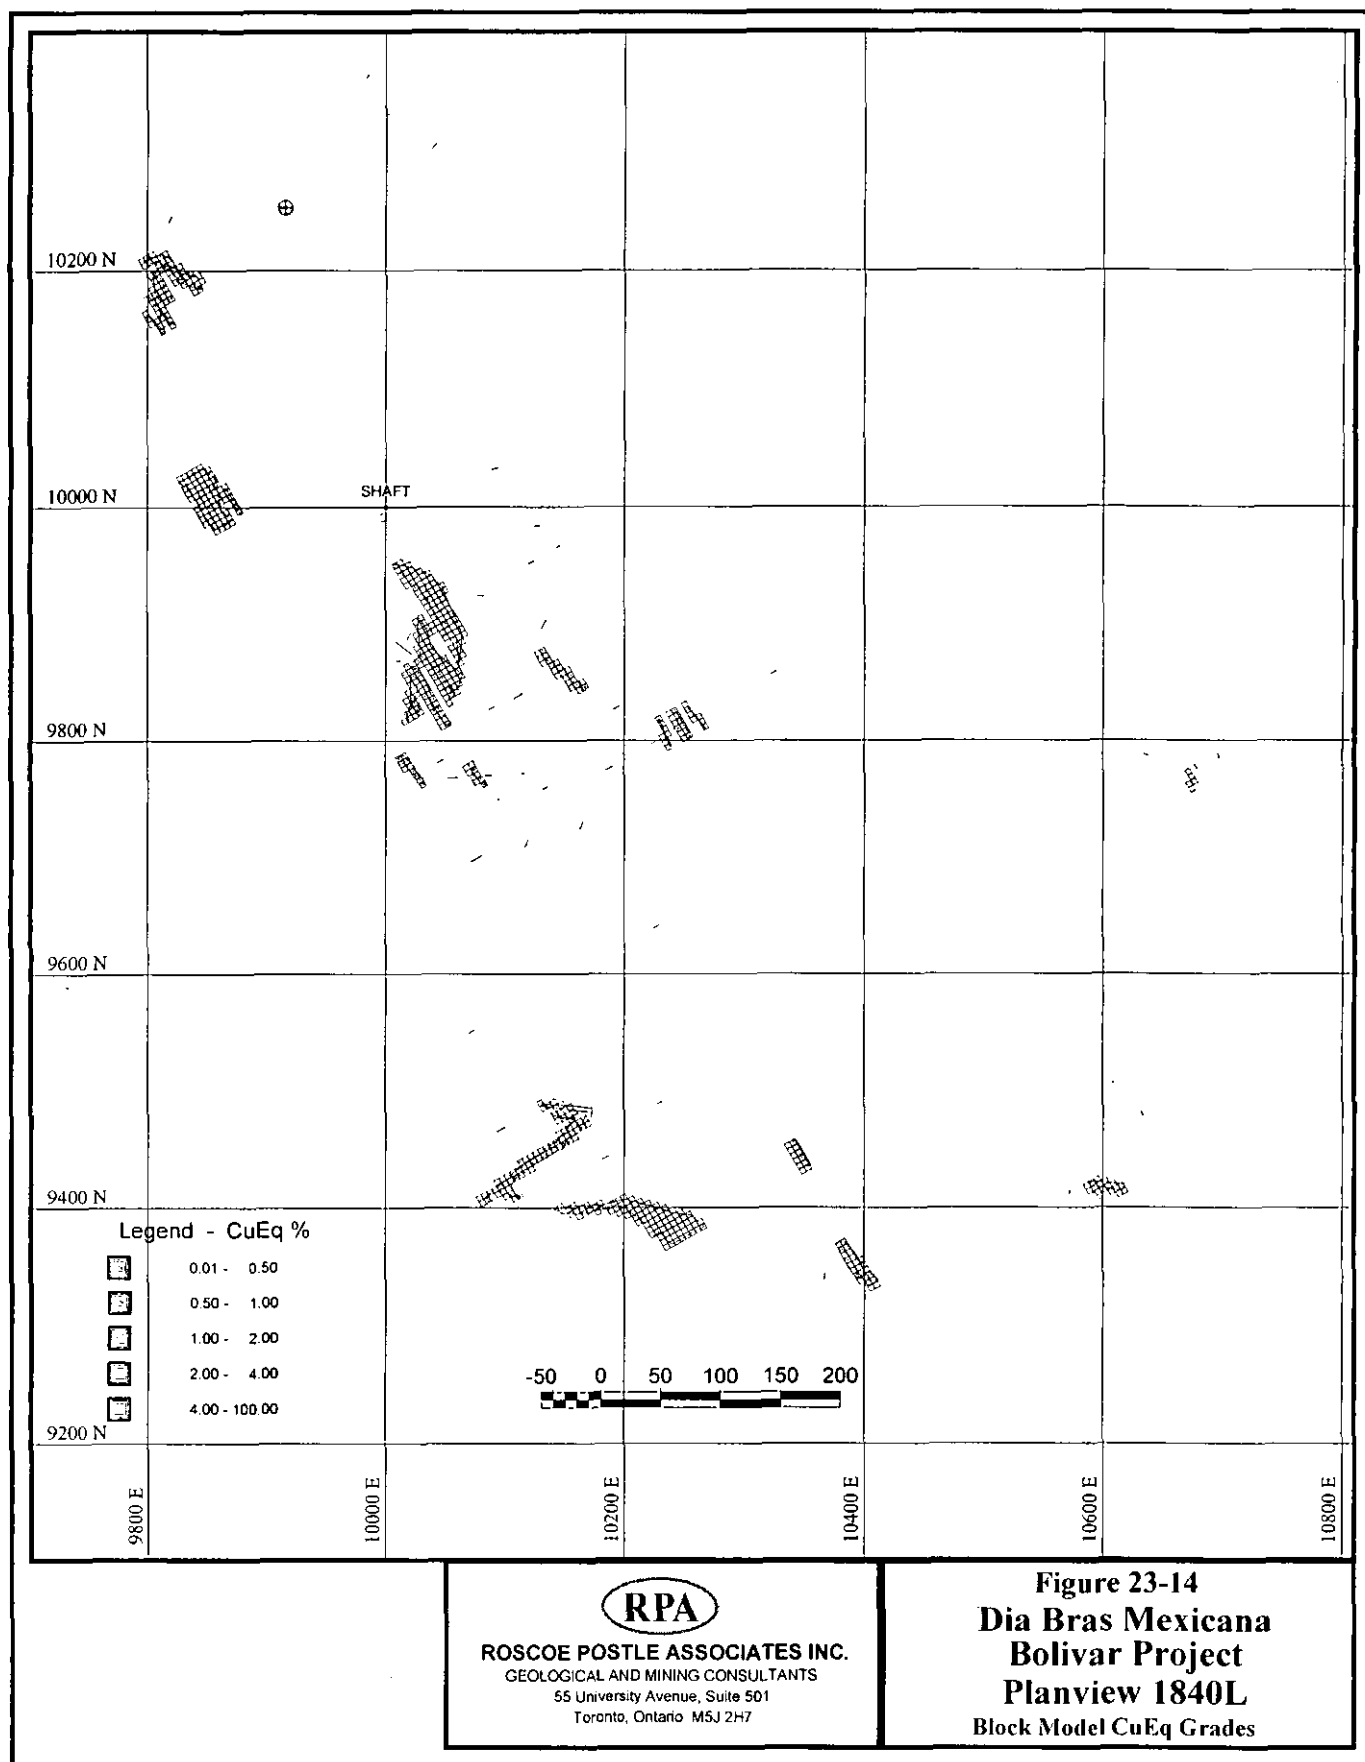 10200 N
10000 N
SHAFT
9800 N
9600 N
9400 N
Legend - CuEq %
0.01 - 0.50
0.50 - 1.00
1.00 - 2.00
2.00 - 4.00
4.00 - 100.00
-50 0 50 100 150 200
9200 N
9800 E
10000 E
10200 E
10400 E
10600 E
10800 E
RPA
ROSCOE POSTLE ASSOCIATES INC.
GEOLOGICAL AND MINING CONSULTANTS
55 University Avenue, Suite 501
Toronto, Ontario M5J 2H7
Figure 23-14
Dia Bras Mexicana
Bolivar Project
Planview 1840L
Block Model CuEq Grades